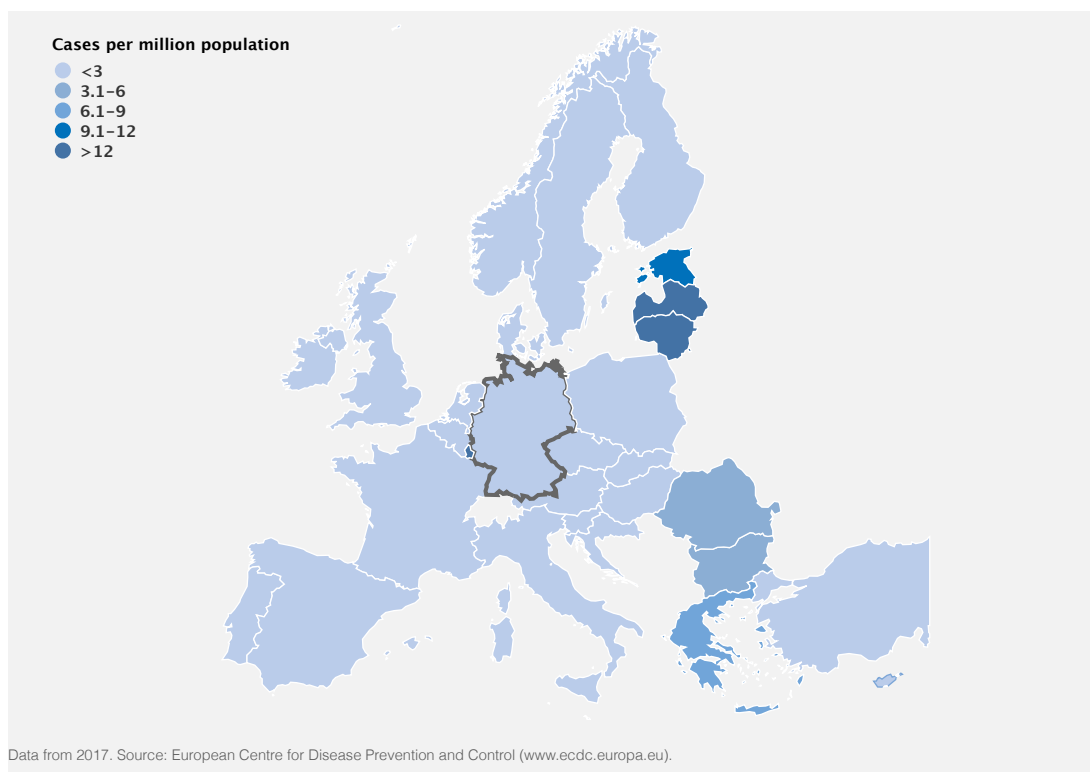 Cases per million population
<3
3.1–6
6.1–9
9.1–12
>12
Data from 2017. Source: European Centre for Disease Prevention and Control (www.ecdc.europa.eu).